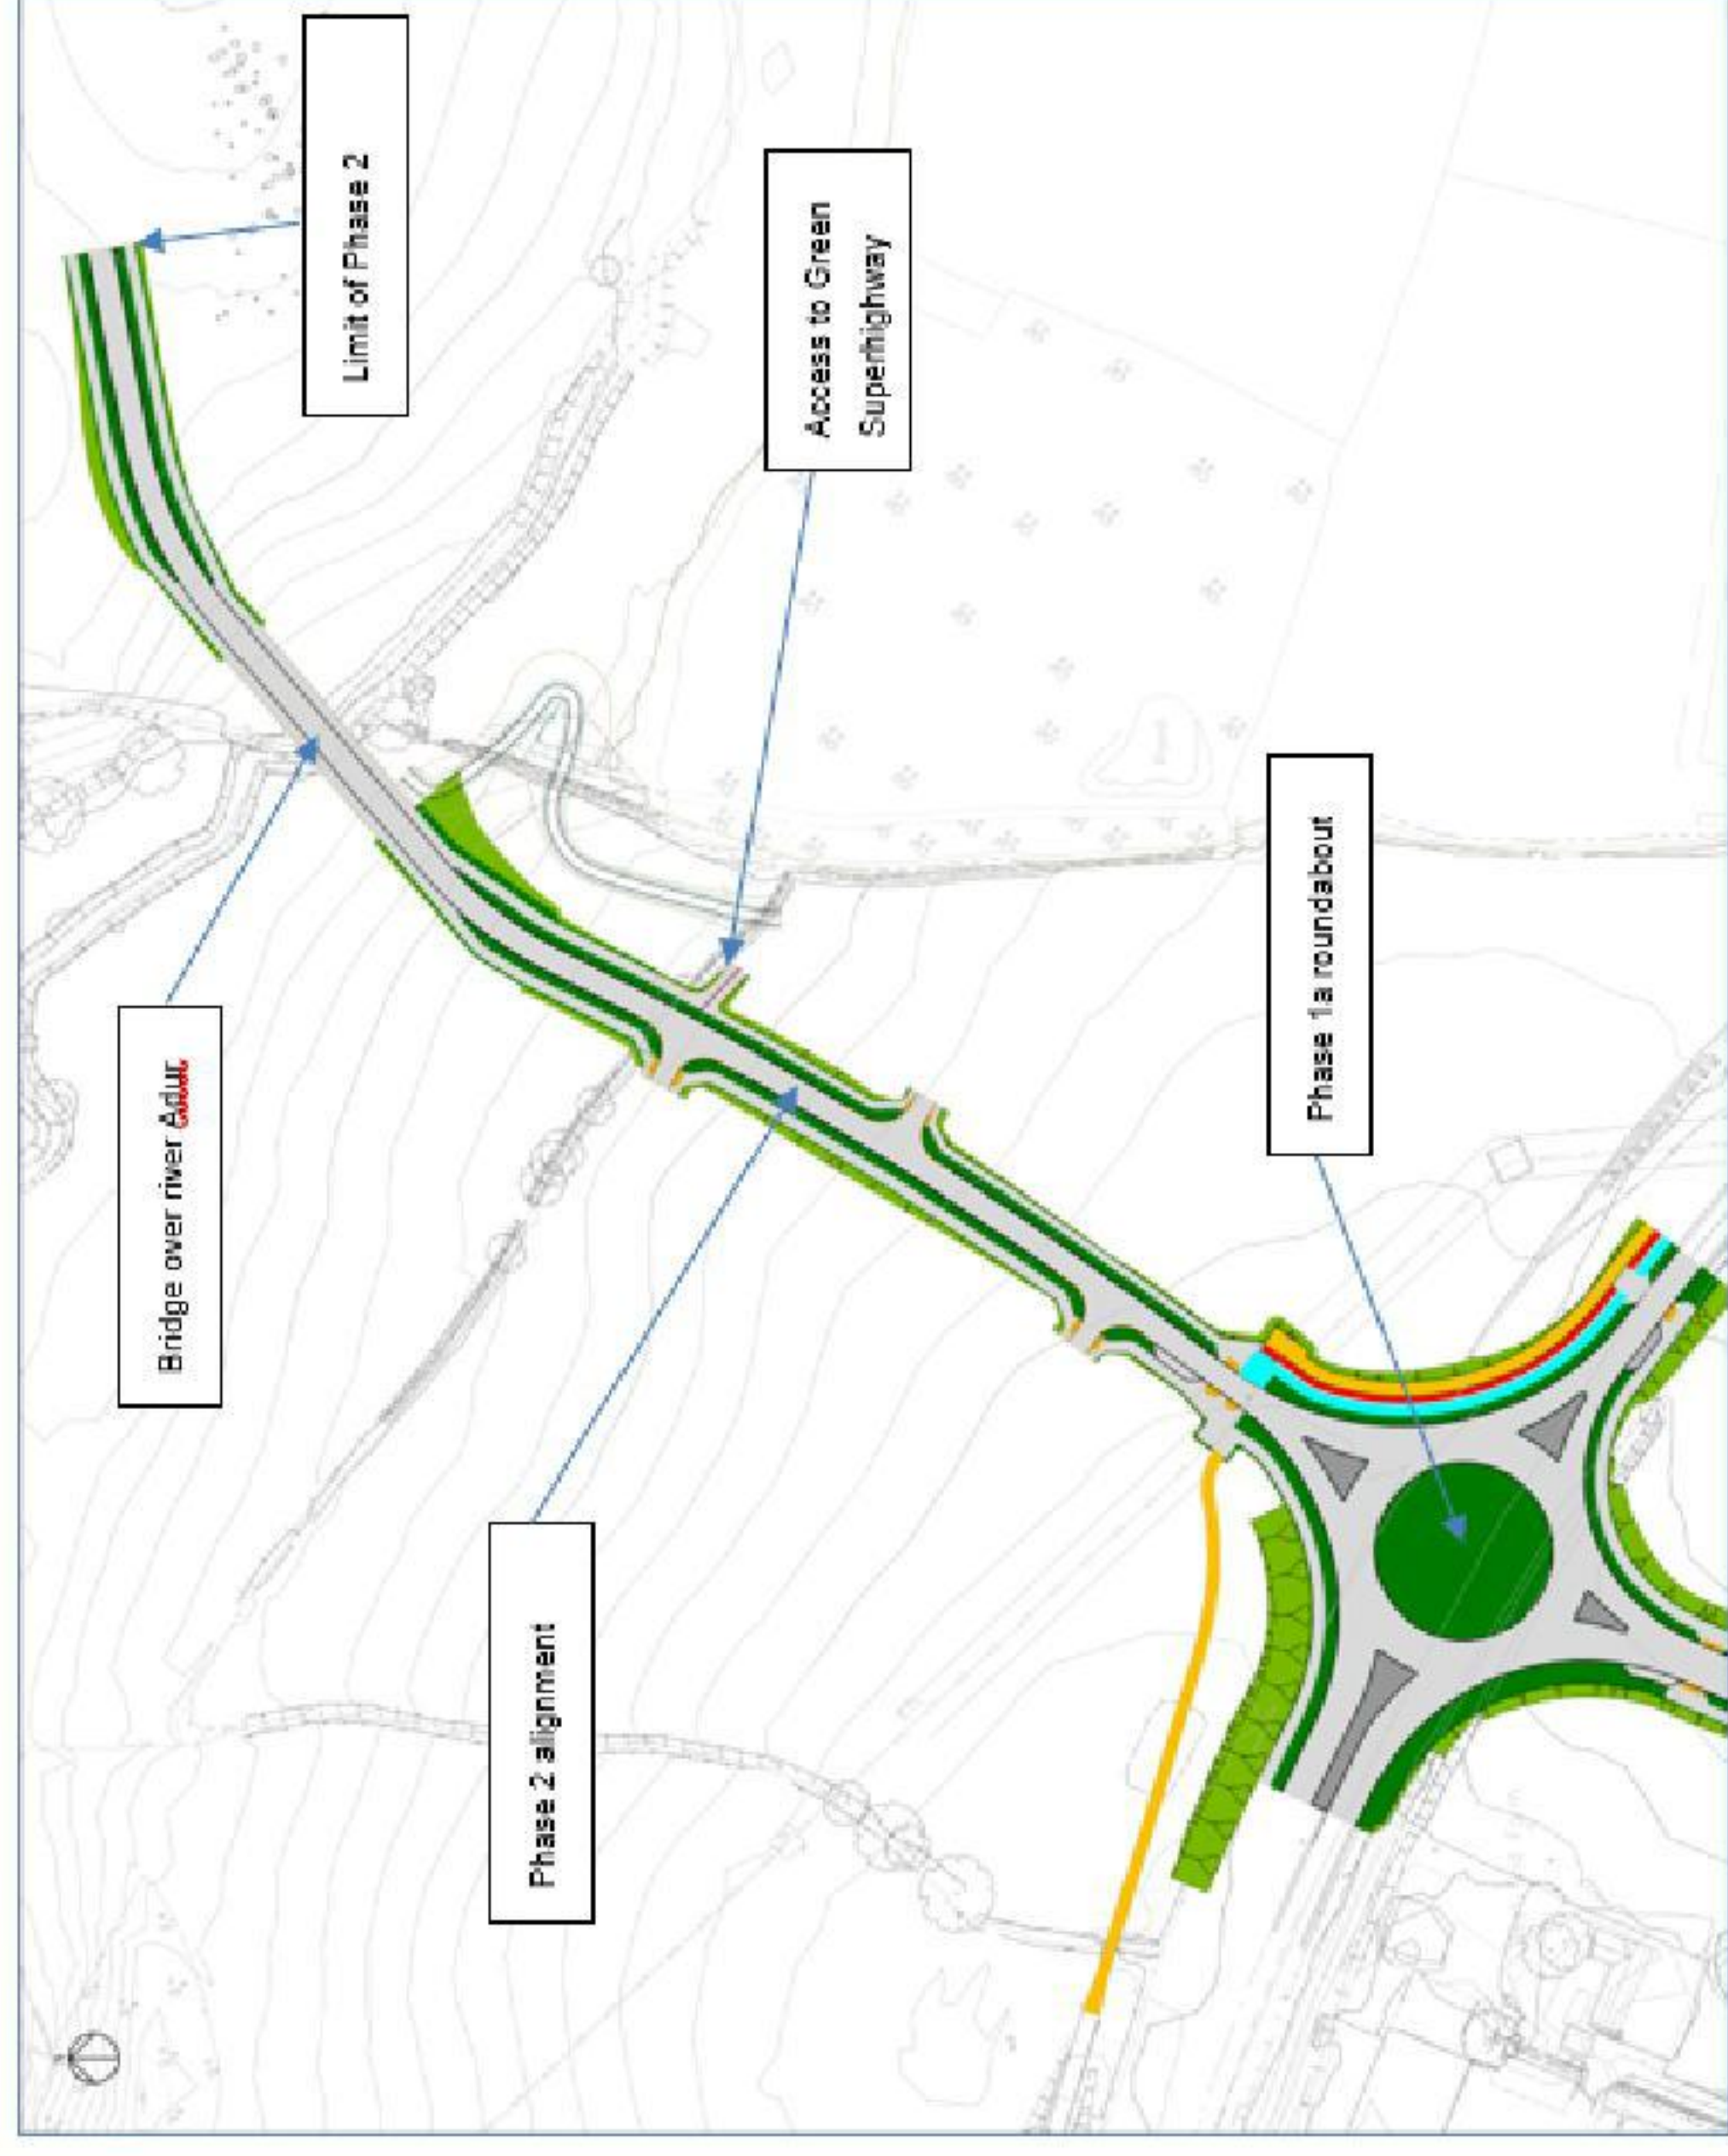 Limit of Phase 2
Access to Green
Superhighway
Bridge over river Adur
Phase 1a roundabout
Phase 2 alignment